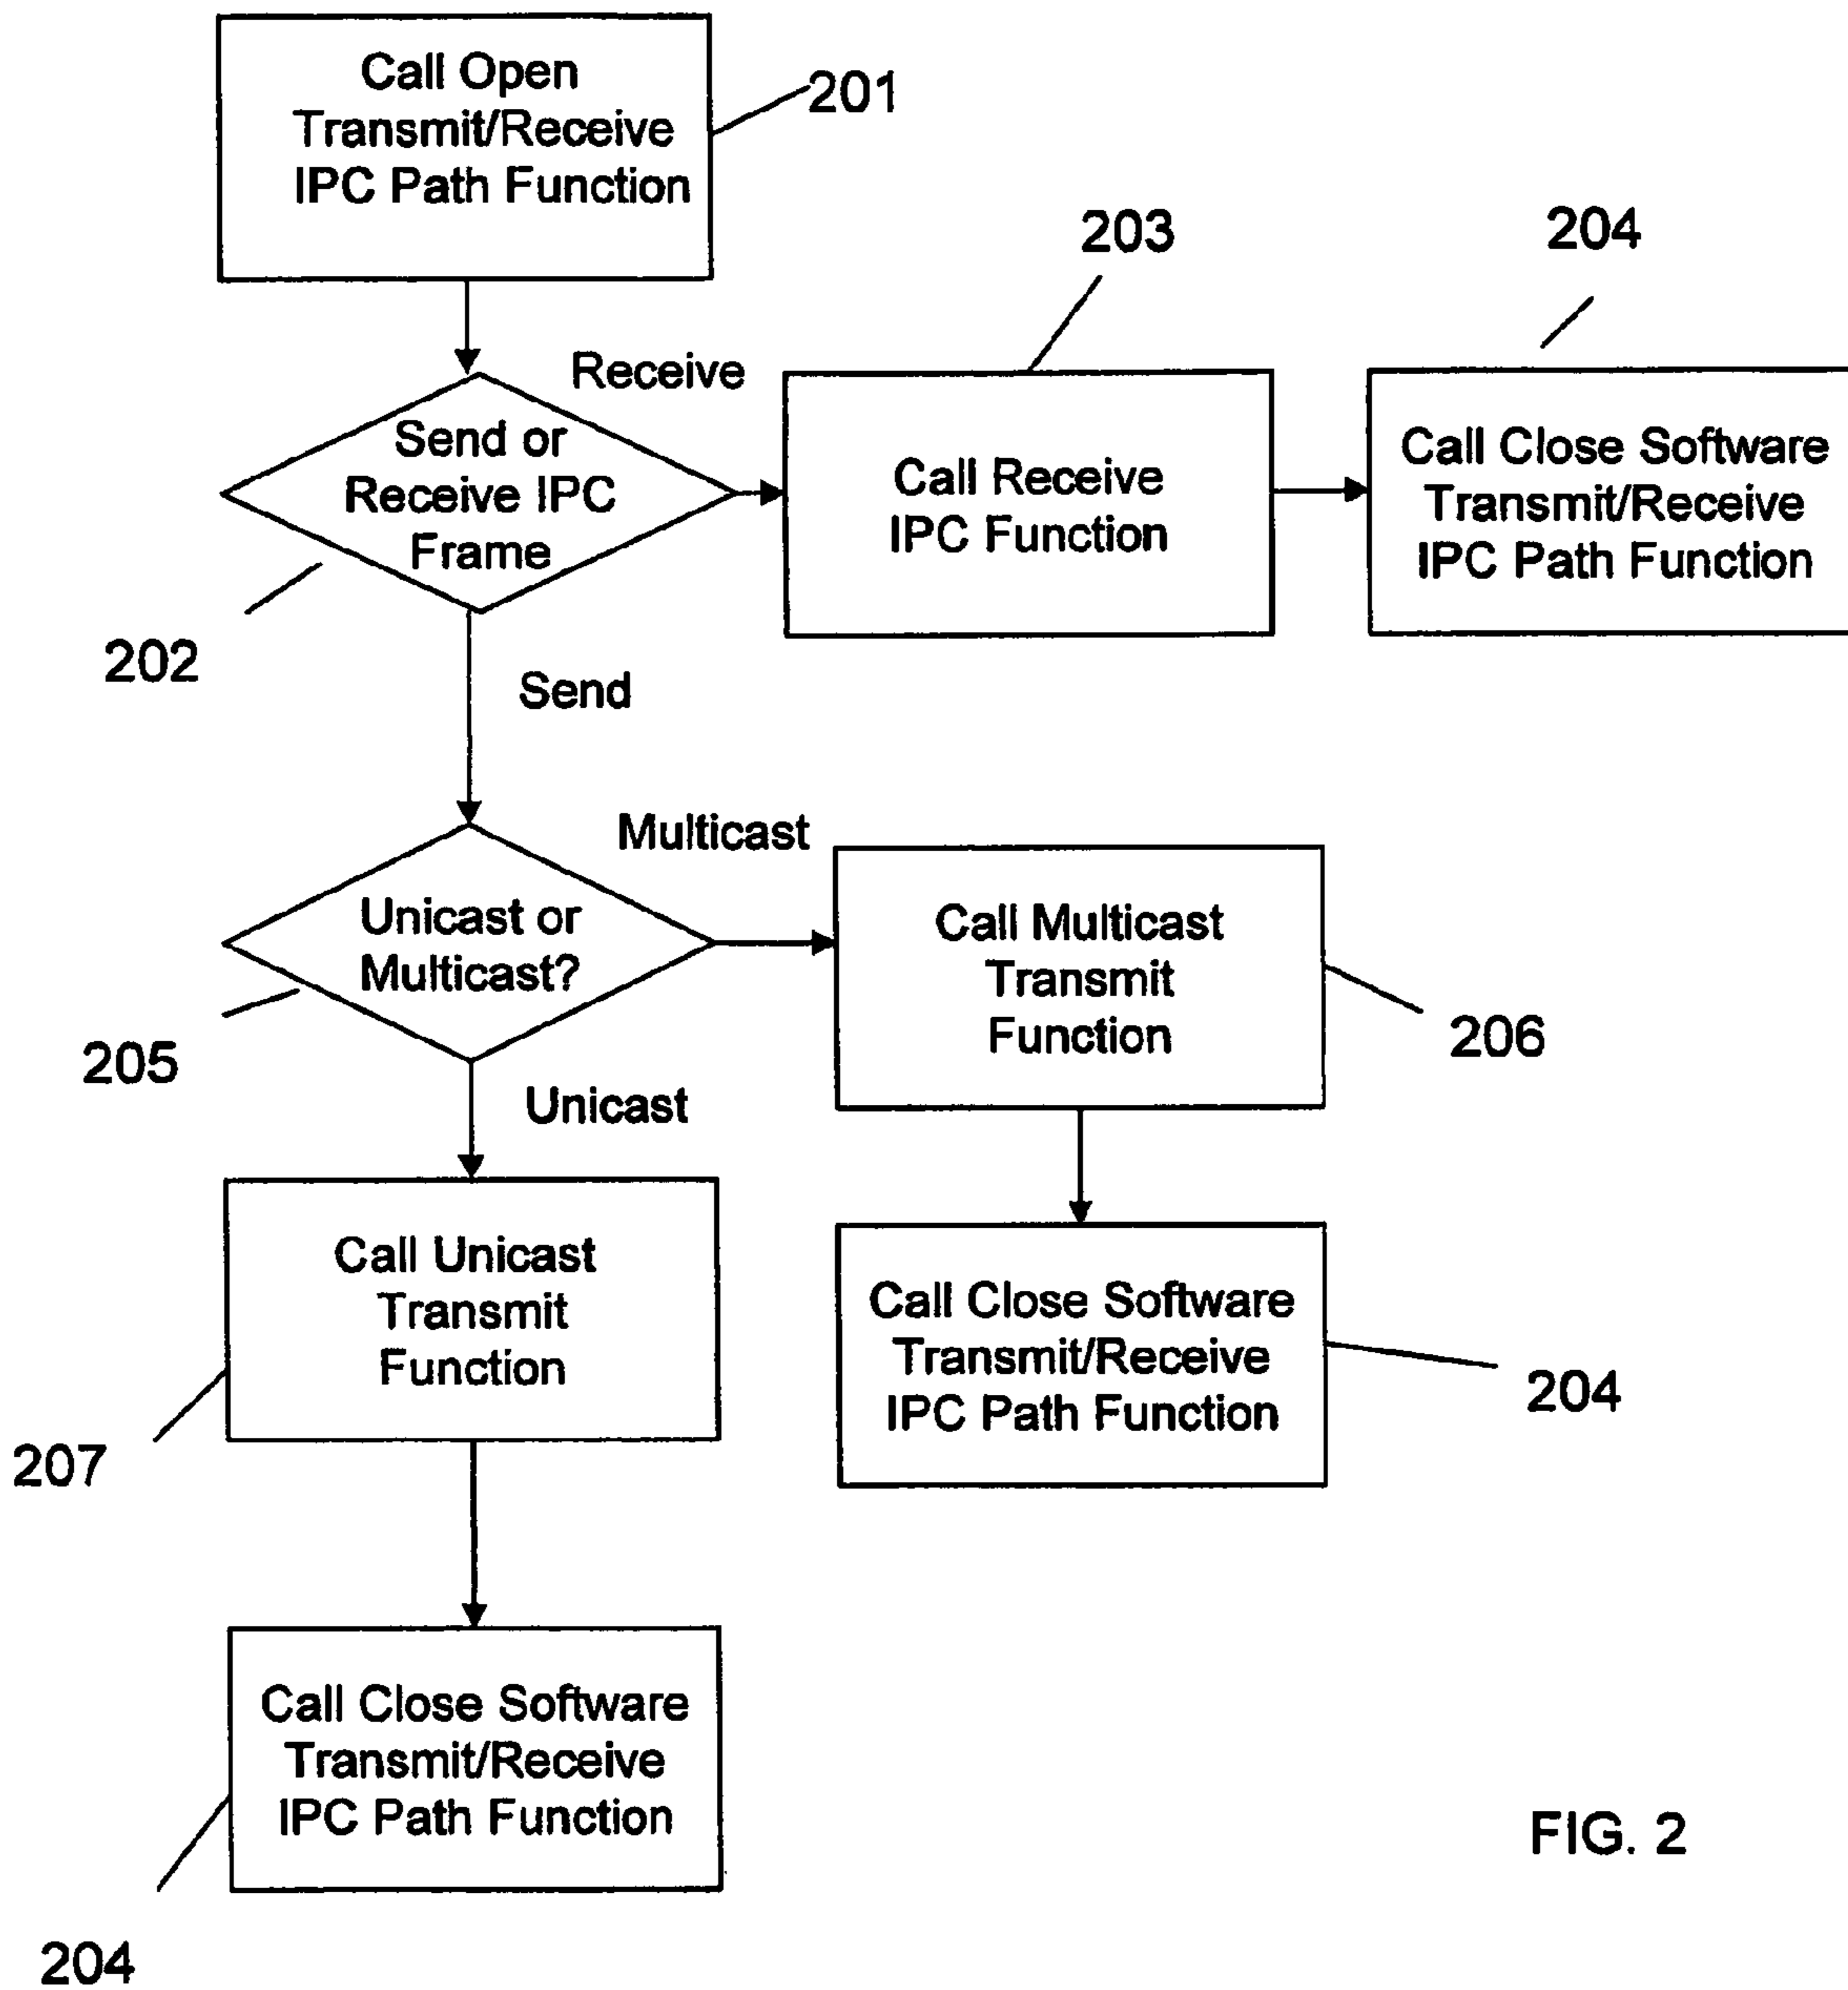 Call Open
Transmit/Receive
IPC Path Function
201
Receive
203
204
Send or
Receive IPC
Frame
202
Call Receive
IPC Function
Call Close Software
Transmit/Receive
IPC Path Function
Send
Multicast
Unicast or
Multicast?
205
Call Multicast
Transmit
Function
206
Unicast
Call Unicast
Transmit
Function
207
Call Close Software
Transmit/Receive
IPC Path Function
204
Call Close Software
Transmit/Receive
IPC Path Function
204
FIG. 2